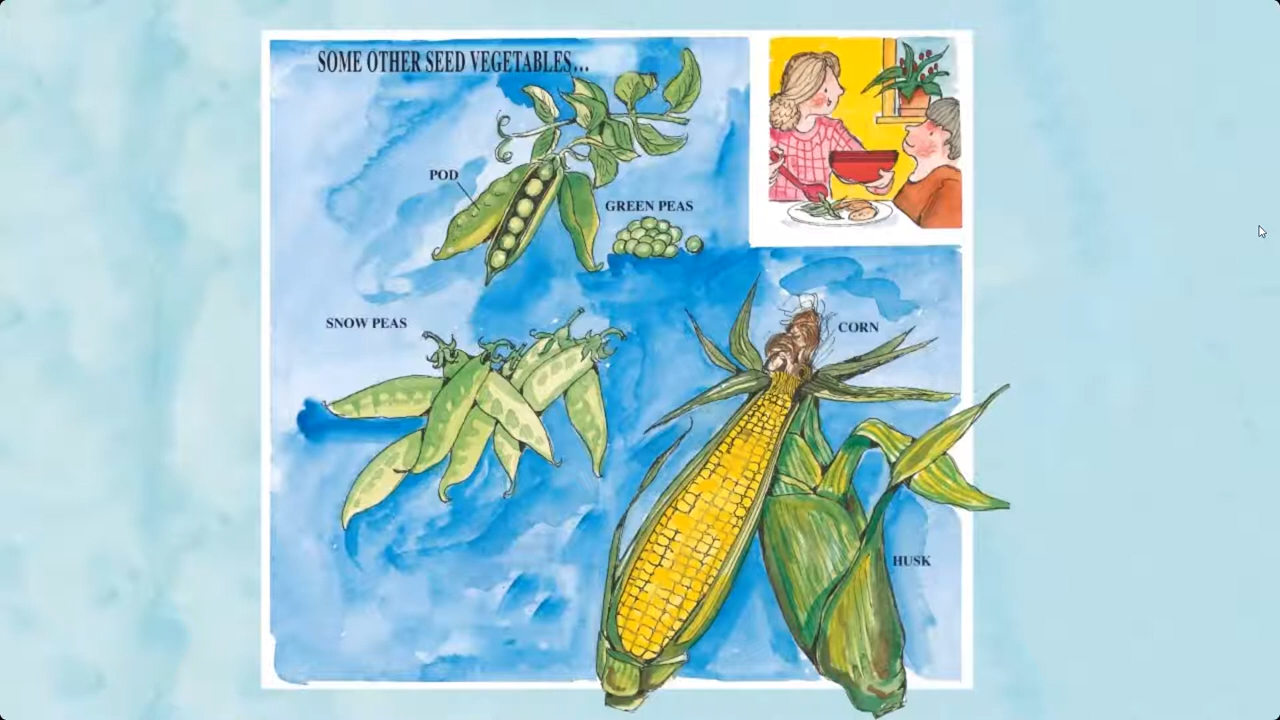 SOME OTHER SEED VEGETABLES...
POD
GREEN PEAS
SNOW PEAS
CORN
HUSK